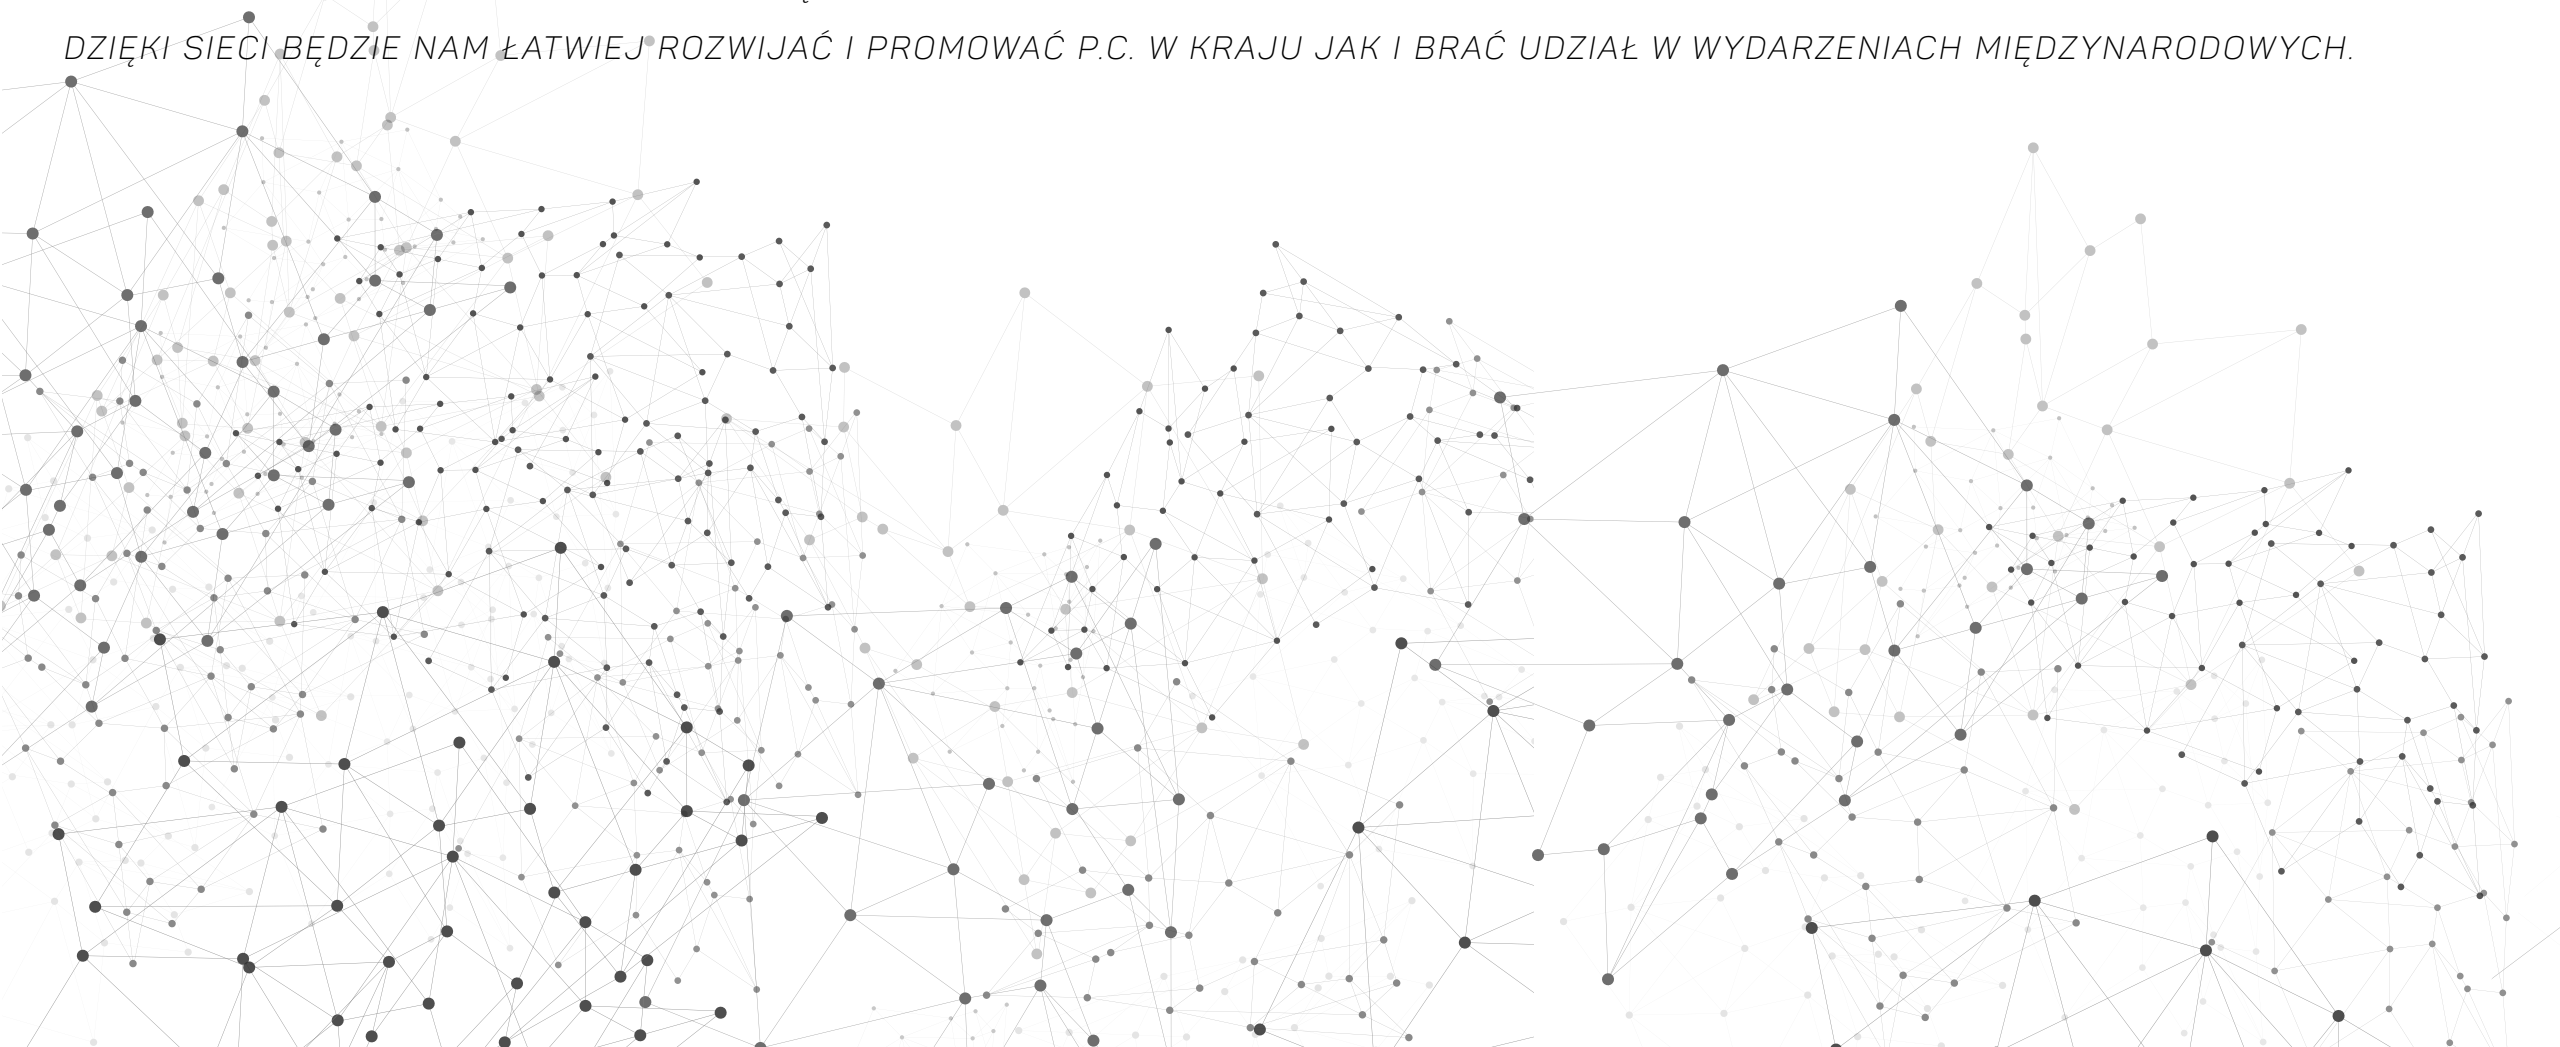 DZIĘKI SIECI BĘDZIE NAM ŁATWIEJ ROZWIJAĆ I PROMOWAĆ P.C. W KRAJU JAK I BRAĆ UDZIAŁ W WYDARZENIACH MIĘDZYNARODOWYCH.